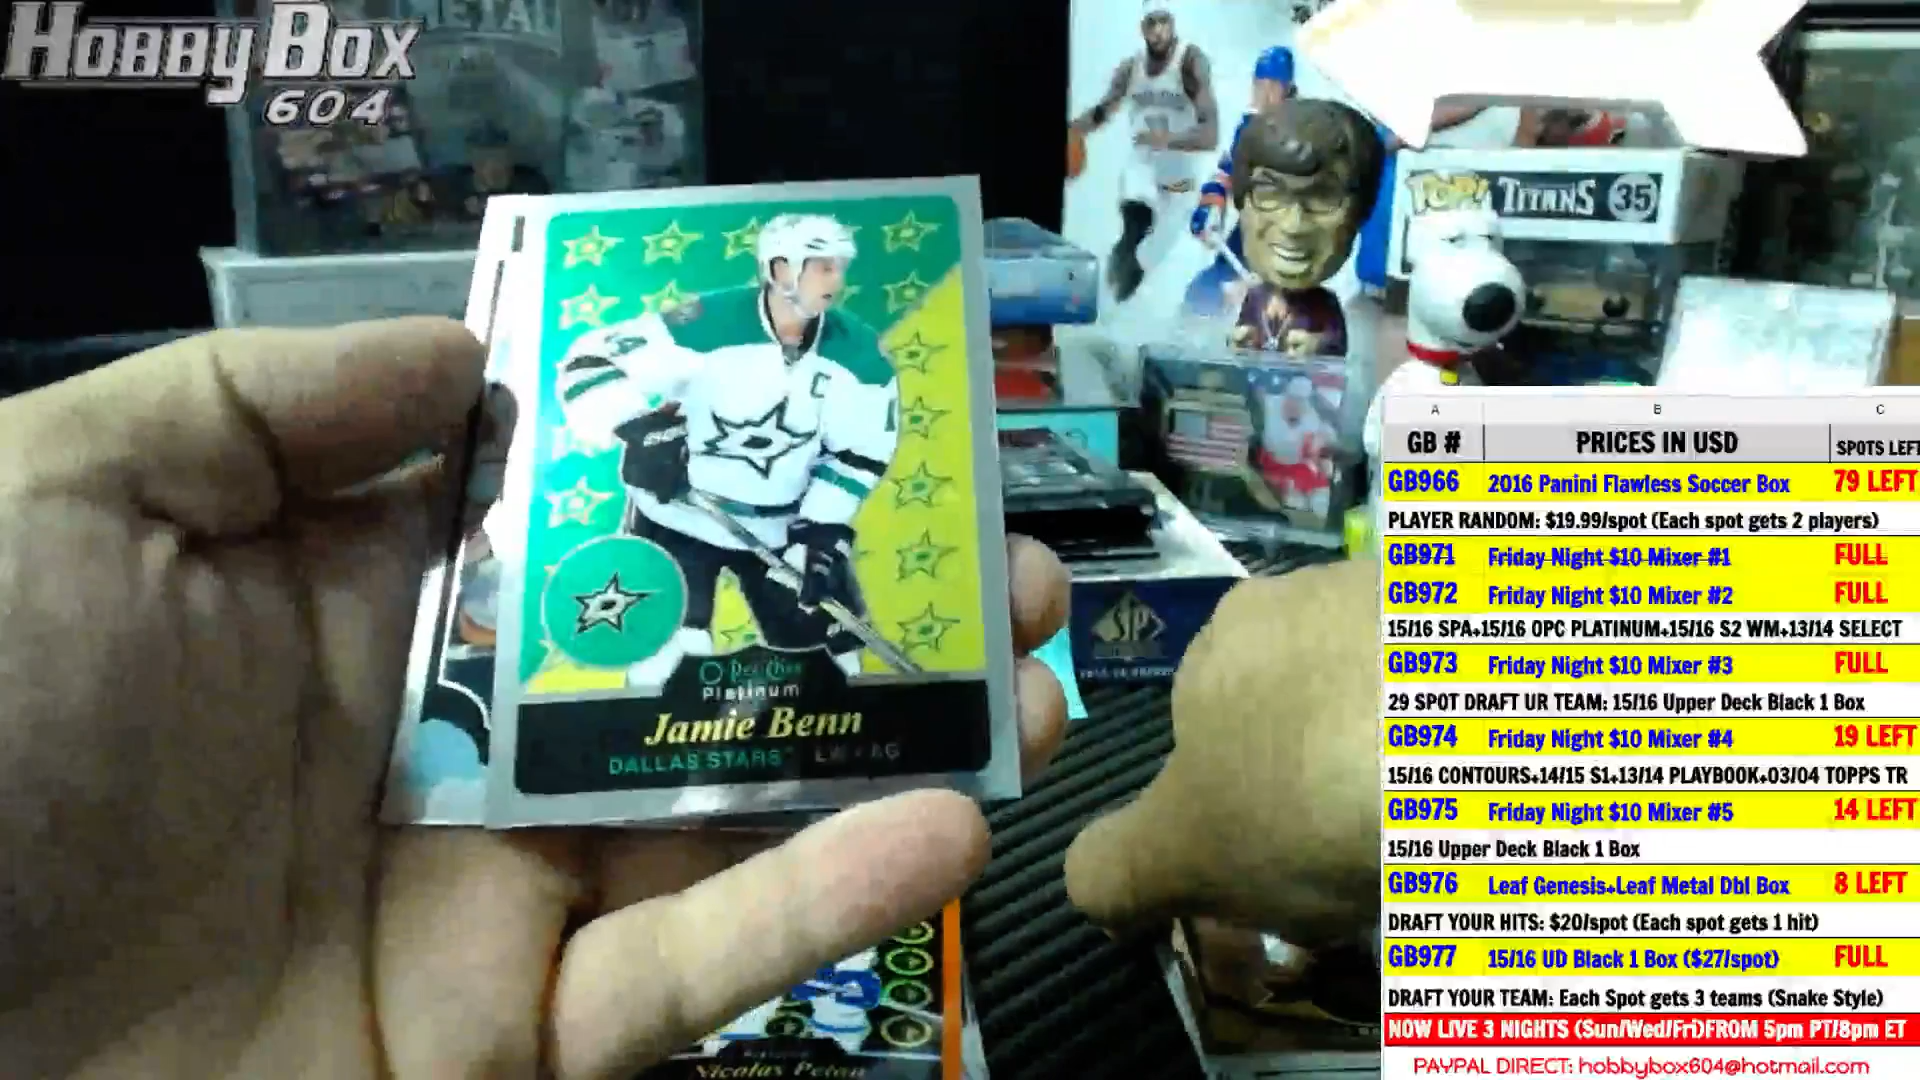 HOBBY BOX
604
METAL
POP!
TITANS 35
C
O-Pee-Chee
Platinum
Jamie Benn
DALLAS STARS LW • AG
SP
Nicolas Petan
A B C
GB # PRICES IN USD SPOTS LEFT
GB966 2016 Panini Flawless Soccer Box 79 LEFT
PLAYER RANDOM: $19.99/spot (Each spot gets 2 players)
GB971 Friday Night $10 Mixer #1 FULL
GB972 Friday Night $10 Mixer #2 FULL
15/16 SPA+15/16 OPC PLATINUM+15/16 S2 WM+13/14 SELECT
GB973 Friday Night $10 Mixer #3 FULL
29 SPOT DRAFT UR TEAM: 15/16 Upper Deck Black 1 Box
GB974 Friday Night $10 Mixer #4 19 LEFT
15/16 CONTOURS+14/15 S1+13/14 PLAYBOOK+03/04 TOPPS TR
GB975 Friday Night $10 Mixer #5 14 LEFT
15/16 Upper Deck Black 1 Box
GB976 Leaf Genesis+Leaf Metal Dbl Box 8 LEFT
DRAFT YOUR HITS: $20/spot (Each spot gets 1 hit)
GB977 15/16 UD Black 1 Box ($27/spot) FULL
DRAFT YOUR TEAM: Each Spot gets 3 teams (Snake Style)
NOW LIVE 3 NIGHTS (Sun/Wed/Fri)FROM 5pm PT/8pm ET
PAYPAL DIRECT: hobbybox604@hotmail.com